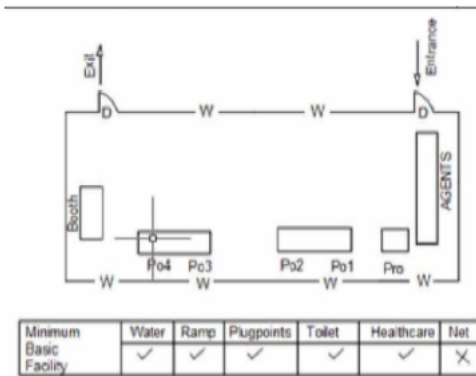 Exit
Entrance
D W W D
Booth
AGENTS
Po4 Po3 Po2 Po1 Pro
W W W W
Minimum Basic Facility Water Ramp Plugpoints Toilet Healthcare Net
✓ ✓ ✓ ✓ ✓ X